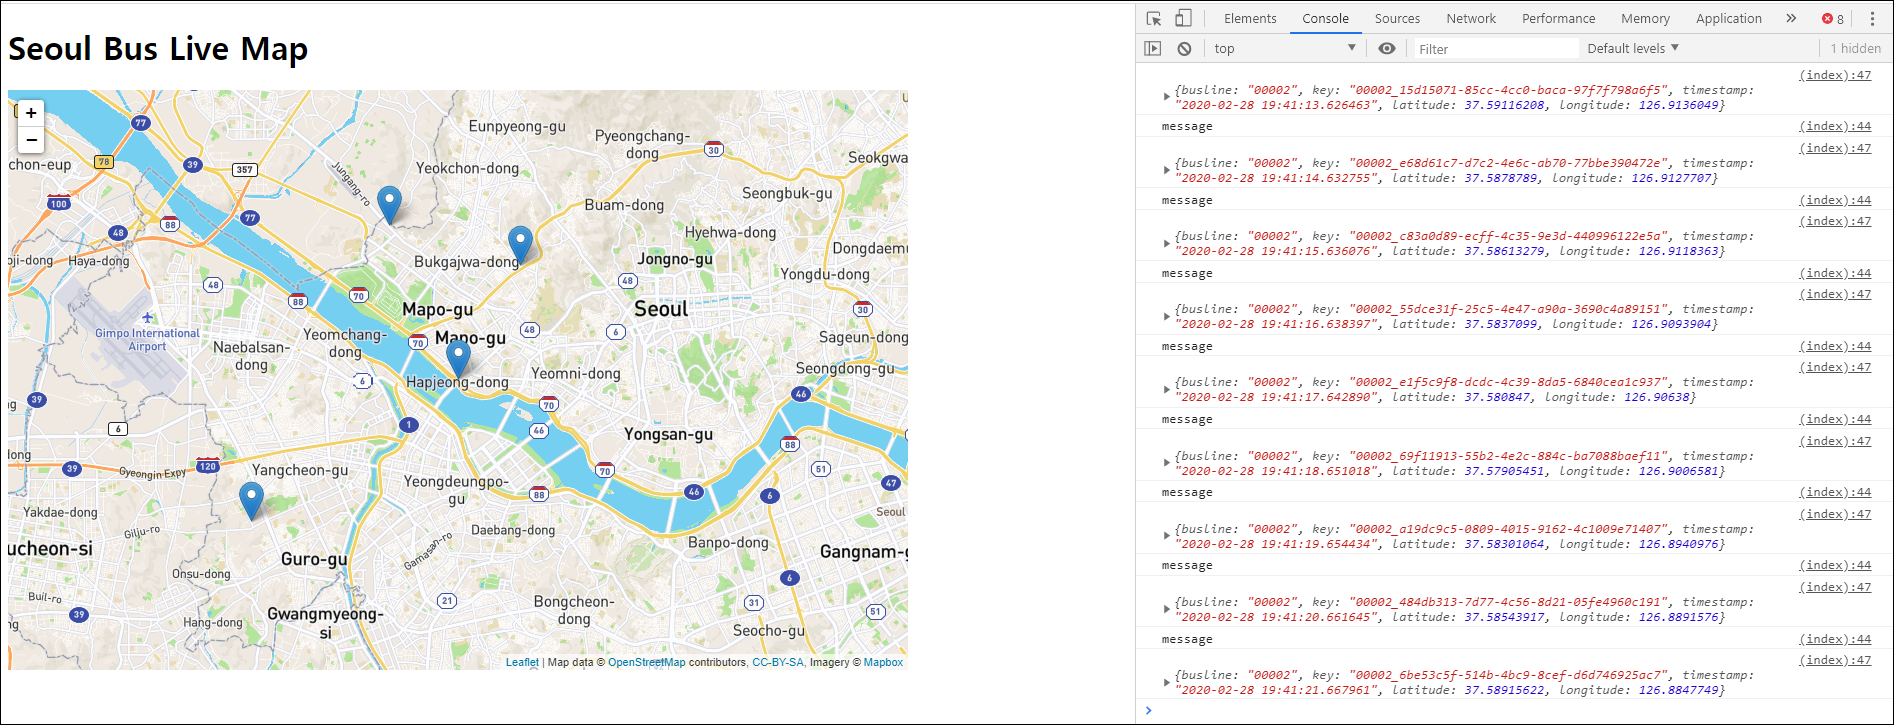 Seoul Bus Live Map
+
−
77
78
39
357
chon-eup
100
77
48
88
oji-dong
Haya-dong
Jungang-ro
Eunpyeong-gu
Yeokchon-dong
Pyeongchang-
dong
30
Seokgwa
Seongbuk-gu
Buam-dong
Hyehwa-dong
Dongdaemu
Bukgajwa-dong
Jongno-gu
Yongdu-dong
48
48
88
70
Mapo-gu
Seoul
30
Gimpo International
Airport
Yeomchang-
dong
70
Mapo-gu
48
6
Sageun-dong
Naebalsan-
dong
6
Hapjeong-dong
Yeomni-dong
Seongdong-gu
39
ng
70
46
6
1
46
Yongsan-gu
88
dong
39
Gyeongin Expy
120
Yangcheon-gu
70
51
Yeongdeungpo-
gu
88
46
6
47
Yakdae-dong
Gilju-ro
Daebang-dong
Seoul
ucheon-si
Gamasan-ro
Banpo-dong
Gangnam-g
Guro-gu
Onsu-dong
6
Buil-ro
39
21
Bongcheon-
dong
31
51
Gwangmyeong-
si
Hang-dong
Seocho-gu
Leaflet | Map data © OpenStreetMap contributors, CC-BY-SA, Imagery © Mapbox
Elements Console Sources Network Performance Memory Application » 8
top Filter Default levels 1 hidden
(index):47
{busline: "00002", key: "00002_15d15071-85cc-4cc0-baca-97f7f798a6f5", timestamp:
"2020-02-28 19:41:13.626463", latitude: 37.59116208, longitude: 126.9136049}
message (index):44
(index):47
{busline: "00002", key: "00002_e68d61c7-d7c2-4e6c-ab70-77bbe390472e", timestamp:
"2020-02-28 19:41:14.632755", latitude: 37.5878789, longitude: 126.9127707}
message (index):44
(index):47
{busline: "00002", key: "00002_c83a0d89-ecff-4c35-9e3d-440996122e5a", timestamp:
"2020-02-28 19:41:15.636076", latitude: 37.58613279, longitude: 126.9118363}
message (index):44
(index):47
{busline: "00002", key: "00002_55dce31f-25c5-4e47-a90a-3690c4a89151", timestamp:
"2020-02-28 19:41:16.638397", latitude: 37.5837099, longitude: 126.9093904}
message (index):44
(index):47
{busline: "00002", key: "00002_e1f5c9f8-dcdc-4c39-8da5-6840cea1c937", timestamp:
"2020-02-28 19:41:17.642890", latitude: 37.580847, longitude: 126.90638}
message (index):44
(index):47
{busline: "00002", key: "00002_69f11913-55b2-4e2c-884c-ba7088baef11", timestamp:
"2020-02-28 19:41:18.651018", latitude: 37.57905451, longitude: 126.9006581}
message (index):44
(index):47
{busline: "00002", key: "00002_a19dc9c5-0809-4015-9162-4c1009e71407", timestamp:
"2020-02-28 19:41:19.654434", latitude: 37.58301064, longitude: 126.8940976}
message (index):44
(index):47
{busline: "00002", key: "00002_484db313-7d77-4c56-8d21-05fe4960c191", timestamp:
"2020-02-28 19:41:20.661645", latitude: 37.58543917, longitude: 126.8891576}
message (index):44
(index):47
{busline: "00002", key: "00002_6be53c5f-514b-4bc9-8cef-d6d746925ac7", timestamp:
"2020-02-28 19:41:21.667961", latitude: 37.58915622, longitude: 126.8847749}